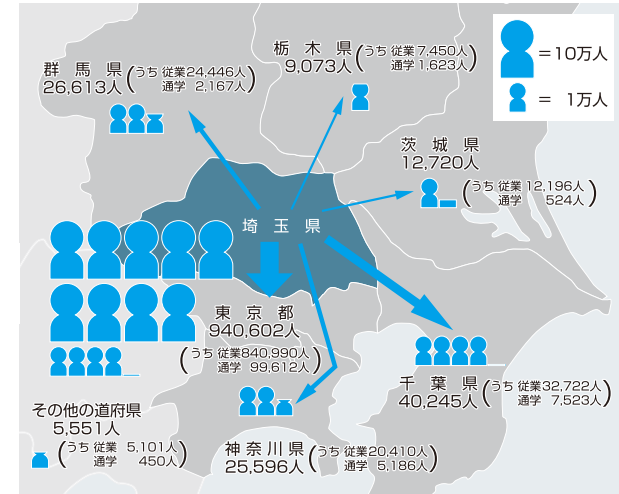 ＝10万人
＝ 1万人
栃木県
9,073人(うち 従業7,450人
通学 1,623人)
群馬県
26,613人(うち 従業24,446人
通学 2,167人)
茨城県
12,720人
(うち 従業 12,196人
通学 524人)
埼玉県
東京都
940,602人
(うち 従業840,990人
通学 99,612人)
千葉県
40,245人(うち 従業32,722人
通学 7,523人)
その他の道府県
5,551人
(うち 従業 5,101人
通学 450人)
神奈川県
25,596人(うち 従業20,410人
通学 5,186人)